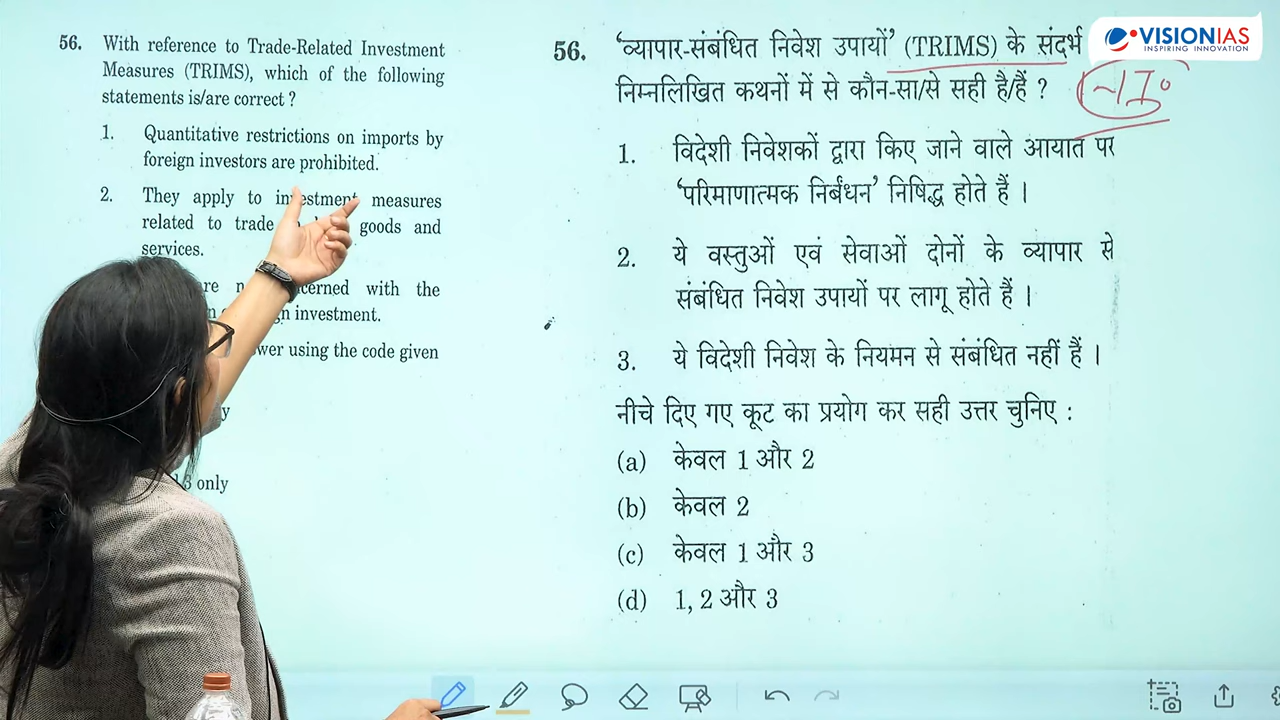 56. With reference to Trade-Related Investment
Measures (TRIMS), which of the following
statements is/are correct ?
1. Quantitative restrictions on imports by
foreign investors are prohibited.
2. They apply to investment measures
related to trade goods and
services.
with the
investment.
using the code given
3 only
56. 'व्यापार-संबंधित निवेश उपायों' (TRIMS) के संदर्भ
निम्नलिखित कथनों में से कौन-सा/से सही है/हैं ?
1. विदेशी निवेशकों द्वारा किए जाने वाले आयात पर
'परिमाणात्मक निर्बंधन' निषिद्ध होते हैं ।
2. ये वस्तुओं एवं सेवाओं दोनों के व्यापार से
संबंधित निवेश उपायों पर लागू होते हैं ।
3. ये विदेशी निवेश के नियमन से संबंधित नहीं हैं ।
नीचे दिए गए कूट का प्रयोग कर सही उत्तर चुनिए :
(a) केवल 1 और 2
(b) केवल 2
(c) केवल 1 और 3
(d) 1, 2 और 3
VISIONIAS
INSPIRING INNOVATION